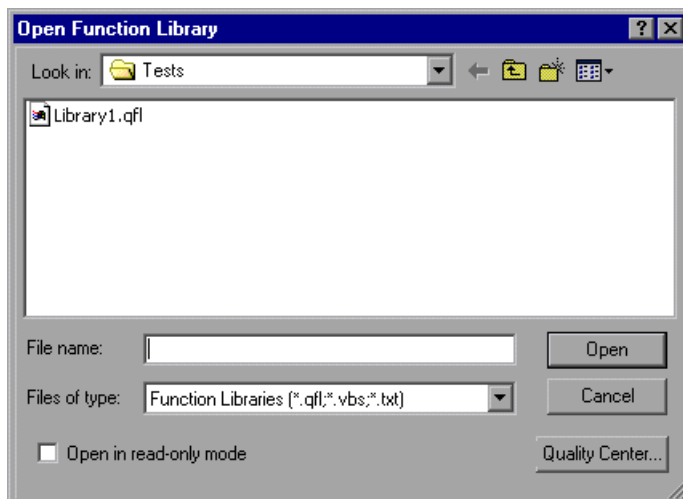 Open Function Library
Look in: Tests
Library1.qfl
File name:
Open
Files of type: Function Libraries (*.qfl;*.vbs;*.txt)
Cancel
Open in read-only mode
Quality Center...